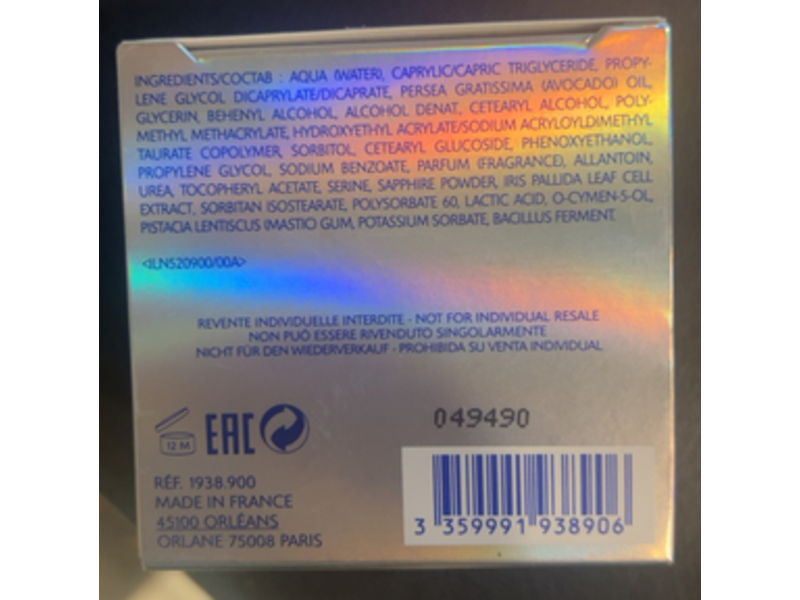 INGREDIENTS/COCTAB : AQUA (WATER), CAPRYLIC/CAPRIC TRIGLYCERIDE, PROPY-
LENE GLYCOL DICAPRYLATE/DICAPRATE, PERSEA GRATISSIMA (AVOCADO) OIL,
GLYCERIN, BEHENYL ALCOHOL, ALCOHOL DENAT., CETEARYL ALCOHOL, POLY-
METHYL METHACRYLATE, HYDROXYETHYL ACRYLATE/SODIUM ACRYLOYLDIMETHYL
TAURATE COPOLYMER, SORBITOL, CETEARYL GLUCOSIDE, PHENOXYETHANOL,
PROPYLENE GLYCOL, SODIUM BENZOATE, PARFUM (FRAGRANCE), ALLANTOIN,
UREA, TOCOPHERYL ACETATE, SERINE, SAPPHIRE POWDER, IRIS PALLIDA LEAF CELL
EXTRACT, SORBITAN ISOSTEARATE, POLYSORBATE 60, LACTIC ACID, O-CYMEN-5-OL,
PISTACIA LENTISCUS (MASTIC) GUM, POTASSIUM SORBATE, BACILLUS FERMENT.
<ILN520900/00A>
REVENTE INDIVIDUELLE INTERDITE - NOT FOR INDIVIDUAL RESALE
NON PUÒ ESSERE RIVENDUTO SINGOLARMENTE
NICHT FÜR DEN WIEDERVERKAUF - PROHIBIDA SU VENTA INDIVIDUAL
049490
12 M EAC
RÉF. 1938.900
MADE IN FRANCE
45100 ORLÉANS
ORLANE 75008 PARIS
3 359991 938906